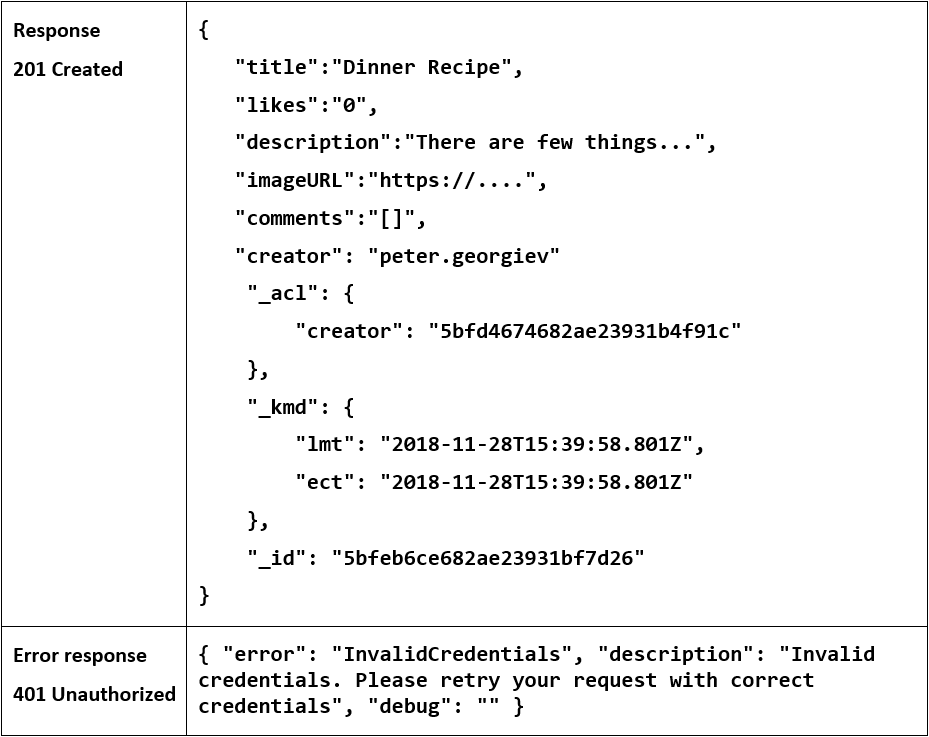 Response
201 Created
{
"title":"Dinner Recipe",
"likes":"0",
"description":"There are few things...",
"imageURL":"https://....",
"comments":"[]",
"creator": "peter.georgiev"
"_acl": {
"creator": "5bfd4674682ae23931b4f91c"
},
"_kmd": {
"lmt": "2018-11-28T15:39:58.801Z",
"ect": "2018-11-28T15:39:58.801Z"
},
"_id": "5bfeb6ce682ae23931bf7d26"
}
Error response
401 Unauthorized
{ "error": "InvalidCredentials", "description": "Invalid
credentials. Please retry your request with correct
credentials", "debug": "" }